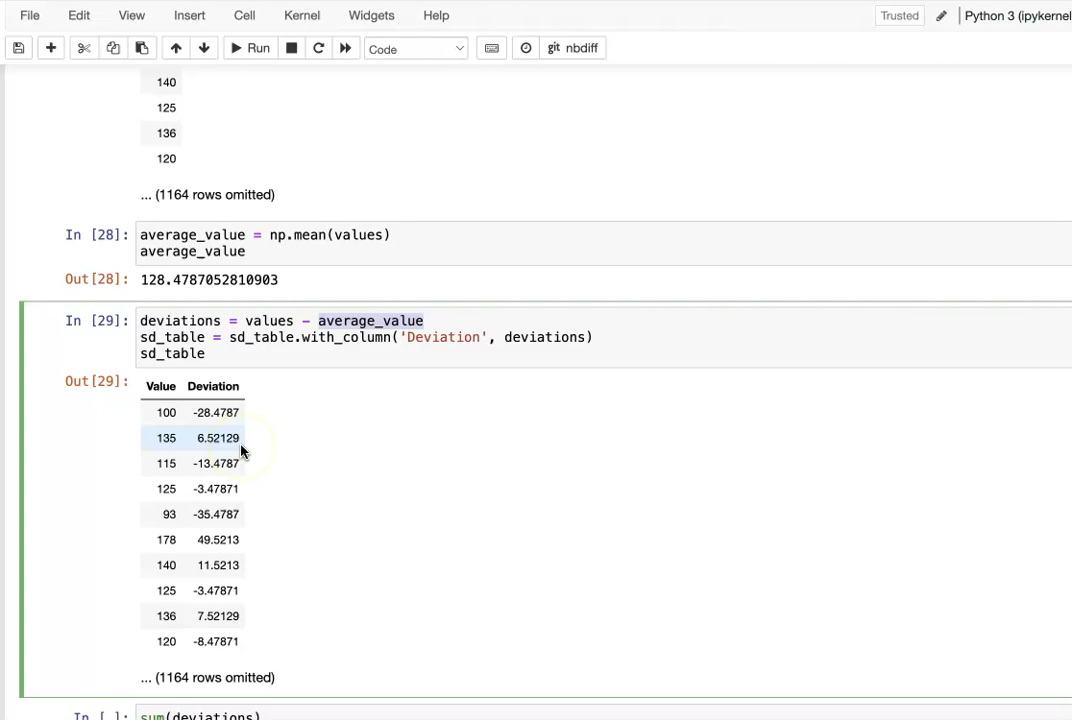 File Edit View Insert Cell Kernel Widgets Help Trusted Python 3 (ipykernel
Run Code git nbdiff
140
125
136
120
... (1164 rows omitted)
In [28]: average_value = np.mean(values)
average_value
Out[28]: 128.4787052810903
In [29]: deviations = values - average_value
sd_table = sd_table.with_column('Deviation', deviations)
sd_table
Out[29]: Value Deviation
100 -28.4787
135 6.52129
115 -13.4787
125 -3.47871
93 -35.4787
178 49.5213
140 11.5213
125 -3.47871
136 7.52129
120 -8.47871
... (1164 rows omitted)
In [ ]: sum(deviations)